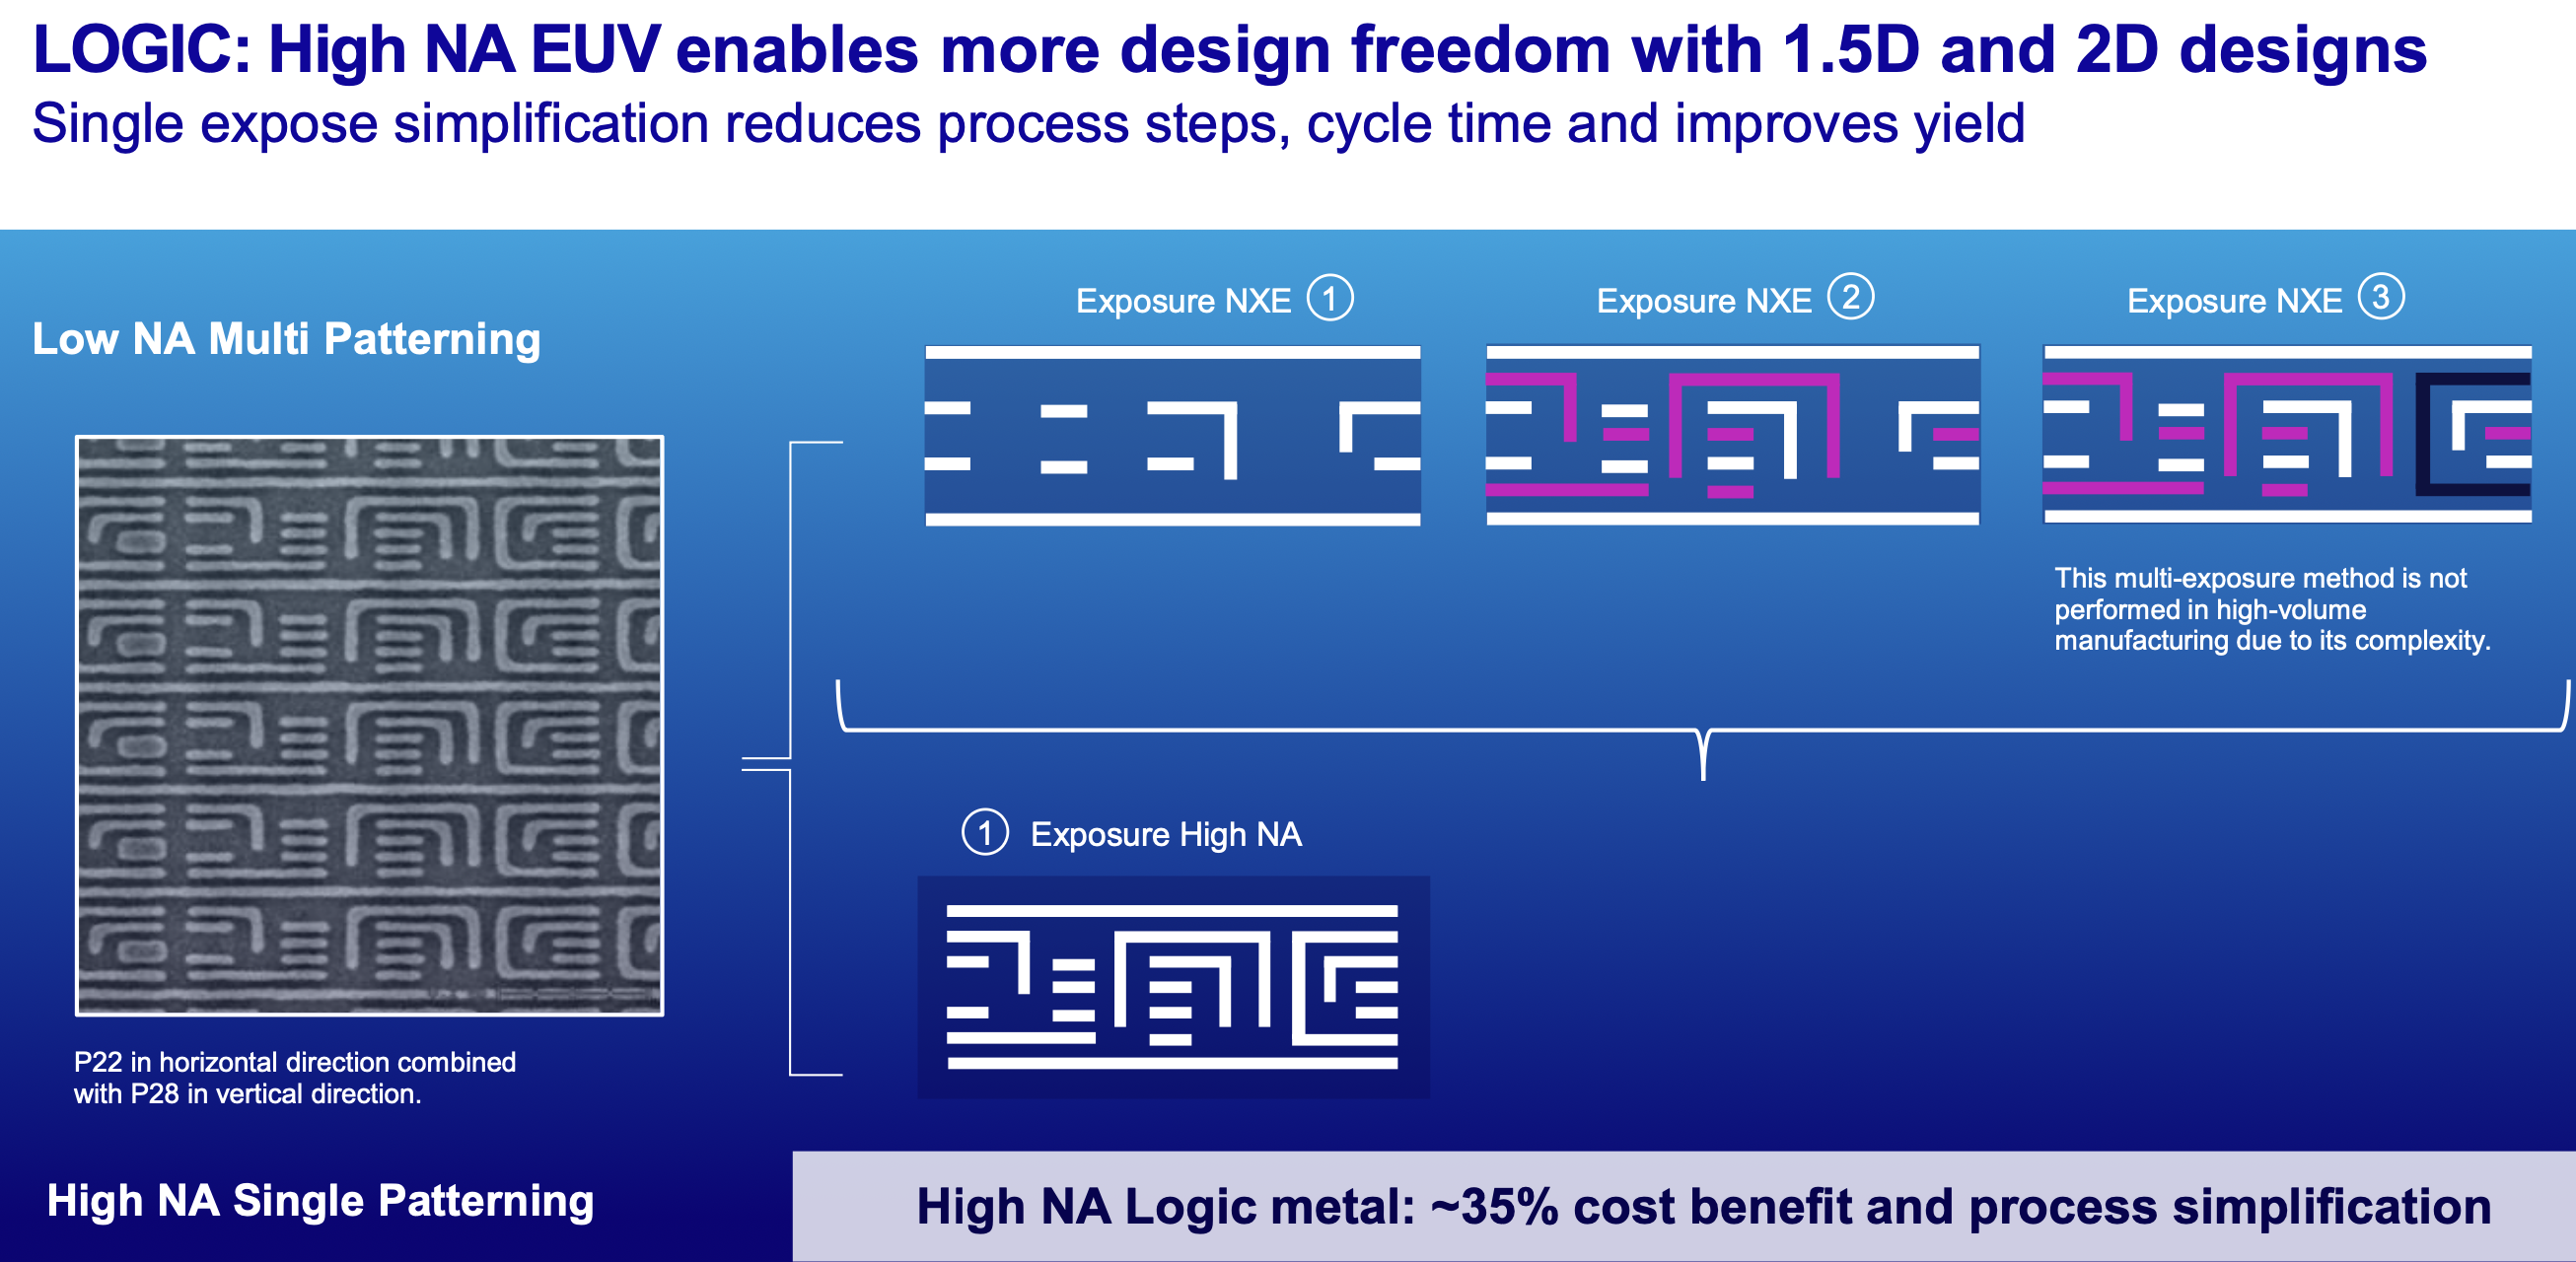 LOGIC: High NA EUV enables more design freedom with 1.5D and 2D designs
Single expose simplification reduces process steps, cycle time and improves yield
Low NA Multi Patterning
Exposure NXE 1
Exposure NXE 2
Exposure NXE 3
This multi-exposure method is not
performed in high-volume
manufacturing due to its complexity.
1 Exposure High NA
P22 in horizontal direction combined
with P28 in vertical direction.
High NA Single Patterning
High NA Logic metal: ~35% cost benefit and process simplification